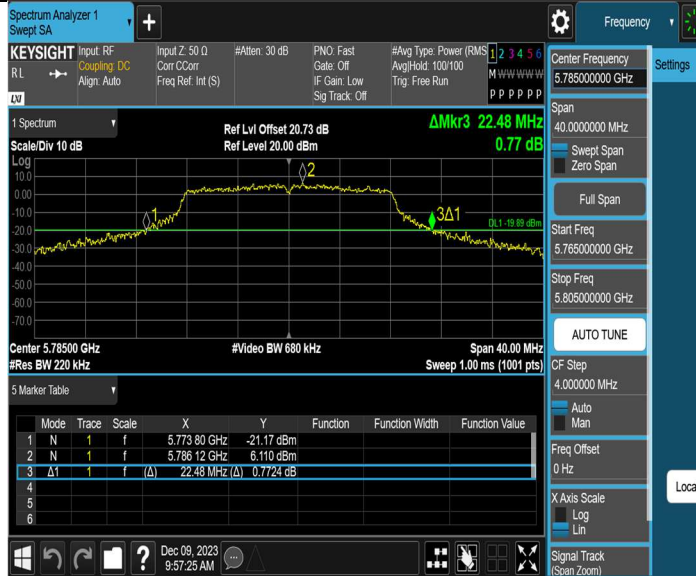 Spectrum Analyzer 1
Swept SA
Frequency
KEYSIGHT
Input: RF
Coupling: DC
Align: Auto
Input Z: 50 Ω
Corr CCorr
Freq Ref: Int (S)
#Atten: 30 dB
PNO: Fast
Gate: Off
IF Gain: Low
Sig Track: Off
#Avg Type: Power (RMS
Avg|Hold: 100/100
Trig: Free Run
1 2 3 4 5 6
M W W W W W
P P P P P P
R L
LXI
1 Spectrum
Scale/Div 10 dB
Ref Lvl Offset 20.73 dB
Ref Level 20.00 dBm
ΔMkr3 22.48 MHz
0.77 dB
Log
10.0
0.00
-10.0
-20.0
-30.0
-40.0
-50.0
-60.0
-70.0
1
2
3Δ1
DL1 -19.89 dBm
Center 5.78500 GHz
#Res BW 220 kHz
#Video BW 680 kHz
Span 40.00 MHz
Sweep 1.00 ms (1001 pts)
5 Marker Table
Mode Trace Scale X Y Function Function Width Function Value
1 N 1 f 5.773 80 GHz -21.17 dBm
2 N 1 f 5.786 12 GHz 6.110 dBm
3 Δ1 1 f (Δ) 22.48 MHz (Δ) 0.7724 dB
4
5
6
Dec 09, 2023
9:57:25 AM
Center Frequency
5.785000000 GHz
Settings
Span
40.0000000 MHz
Swept Span
Zero Span
Full Span
Start Freq
5.765000000 GHz
Stop Freq
5.805000000 GHz
AUTO TUNE
CF Step
4.000000 MHz
Auto
Man
Freq Offset
0 Hz
X Axis Scale
Log
Lin
Signal Track
(Span Zoom)
Loca